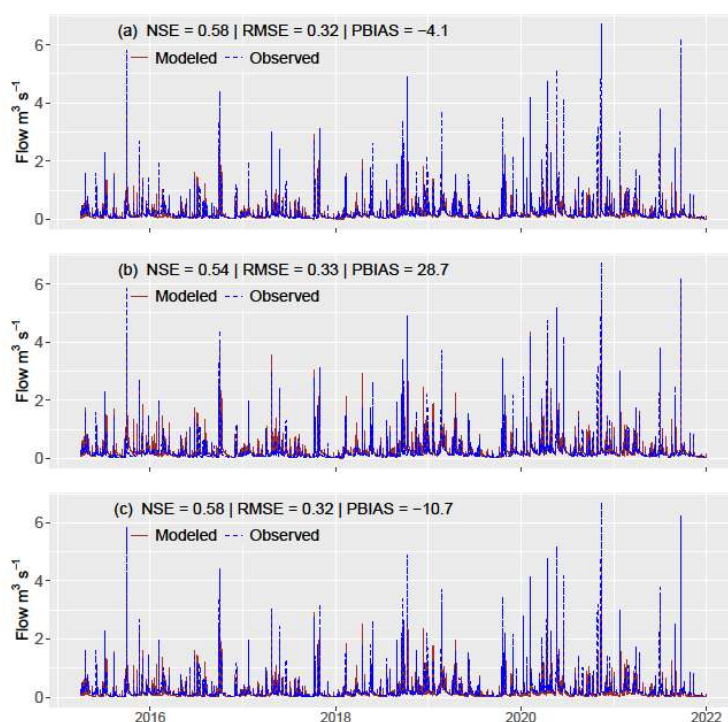 (a) NSE = 0.58 | RMSE = 0.32 | PBIAS = −4.1
Modeled Observed
Flow m³ s⁻¹
6
4
2
0
(b) NSE = 0.54 | RMSE = 0.33 | PBIAS = 28.7
Modeled Observed
Flow m³ s⁻¹
6
4
2
0
(c) NSE = 0.58 | RMSE = 0.32 | PBIAS = −10.7
Modeled Observed
Flow m³ s⁻¹
6
4
2
0
2016 2018 2020 2022